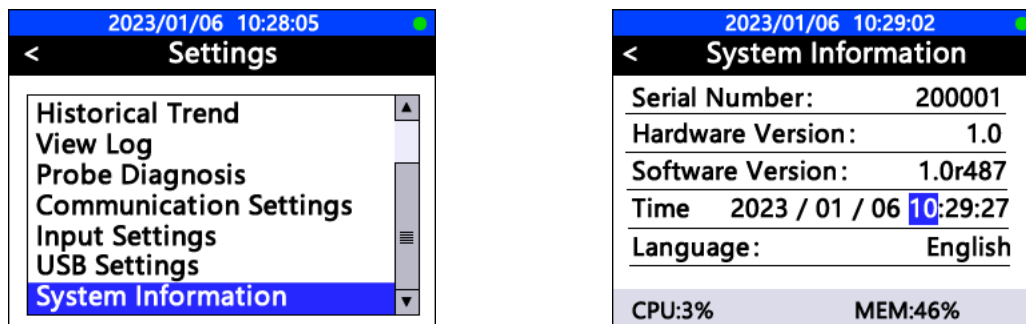 2023/01/06 10:28:05
< Settings
Historical Trend
View Log
Probe Diagnosis
Communication Settings
Input Settings
USB Settings
System Information
2023/01/06 10:29:02
< System Information
Serial Number: 200001
Hardware Version: 1.0
Software Version: 1.0r487
Time 2023 / 01 / 06 10:29:27
Language: English
CPU:3% MEM:46%